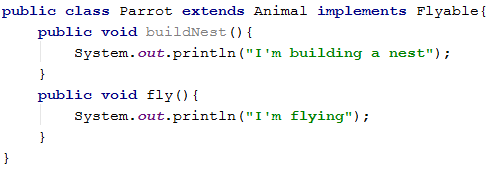 public class Parrot extends Animal implements Flyable{
    public void buildNest(){
        System.out.println("I'm building a nest");
    }
    public void fly(){
        System.out.println("I'm flying");
    }
}